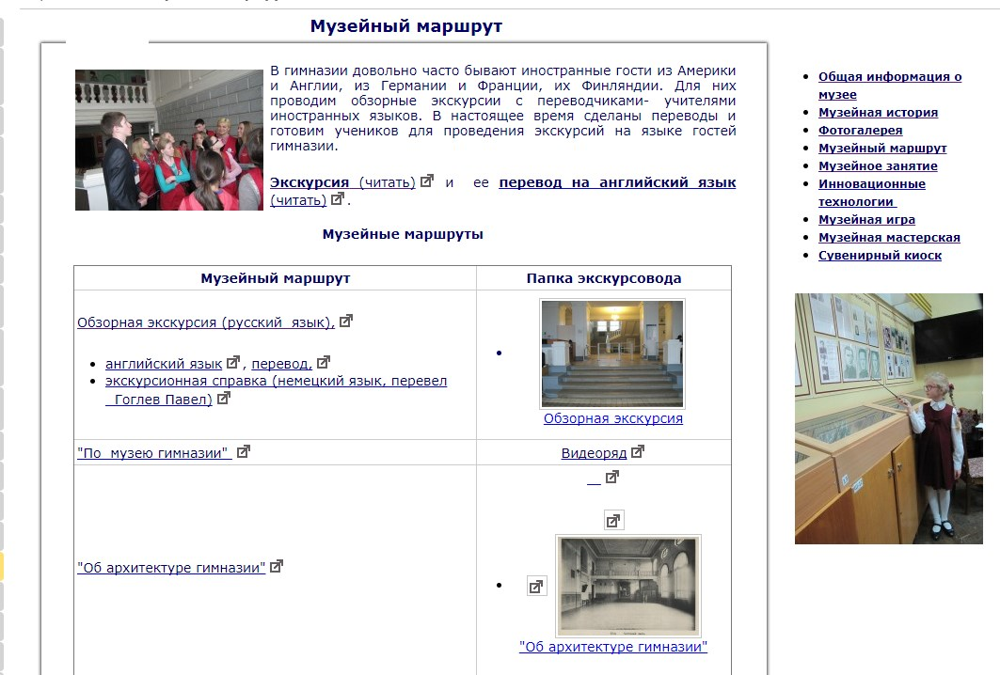 Музейный маршрут
В гимназии довольно часто бывают иностранные гости из Америки
и Англии, из Германии и Франции, их Финляндии. Для них
проводим обзорные экскурсии с переводчиками- учителями
иностранных языков. В настоящее время сделаны переводы и
готовим учеников для проведения экскурсий на языке гостей
гимназии.
Экскурсия (читать) и ее перевод на английский язык
(читать) .
Музейные маршруты
Музейный маршрут
Папка экскурсовода
Обзорная экскурсия (русский язык),
английский язык , перевод,
экскурсионная справка (немецкий язык, перевел
Гоглев Павел)
Обзорная экскурсия
"По музею гимназии"
Видеоряд
"Об архитектуре гимназии"
"Об архитектуре гимназии"
Общая информация о
музее
Музейная история
Фотогалерея
Музейный маршрут
Музейное занятие
Инновационные
технологии
Музейная игра
Музейная мастерская
Сувенирный киоск